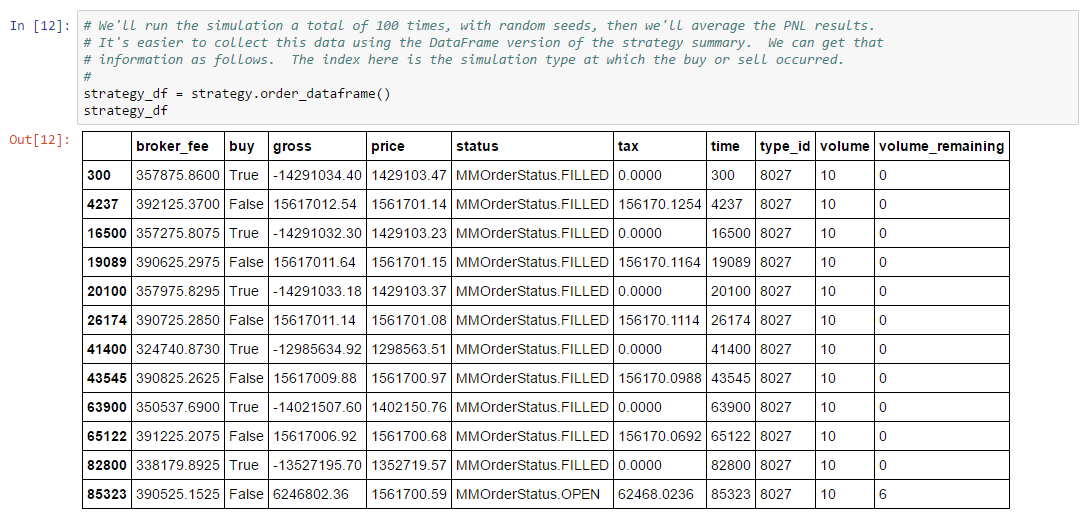 In [12]: # We'll run the simulation a total of 100 times, with random seeds, then we'll average the PNL results.
# It's easier to collect this data using the DataFrame version of the strategy summary.  We can get that
# information as follows.  The index here is the simulation type at which the buy or sell occurred.
#
strategy_df = strategy.order_dataframe()
strategy_df
Out[12]:
broker_fee buy gross price status tax time type_id volume volume_remaining
300 357875.8600 True -14291034.40 1429103.47 MMOrderStatus.FILLED 0.0000 300 8027 10 0
4237 392125.3700 False 15617012.54 1561701.14 MMOrderStatus.FILLED 156170.1254 4237 8027 10 0
16500 357275.8075 True -14291032.30 1429103.23 MMOrderStatus.FILLED 0.0000 16500 8027 10 0
19089 390625.2975 False 15617011.64 1561701.15 MMOrderStatus.FILLED 156170.1164 19089 8027 10 0
20100 357975.8295 True -14291033.18 1429103.37 MMOrderStatus.FILLED 0.0000 20100 8027 10 0
26174 390725.2850 False 15617011.14 1561701.08 MMOrderStatus.FILLED 156170.1114 26174 8027 10 0
41400 324740.8730 True -12985634.92 1298563.51 MMOrderStatus.FILLED 0.0000 41400 8027 10 0
43545 390825.2625 False 15617009.88 1561700.97 MMOrderStatus.FILLED 156170.0988 43545 8027 10 0
63900 350537.6900 True -14021507.60 1402150.76 MMOrderStatus.FILLED 0.0000 63900 8027 10 0
65122 391225.2075 False 15617006.92 1561700.68 MMOrderStatus.FILLED 156170.0692 65122 8027 10 0
82800 338179.8925 True -13527195.70 1352719.57 MMOrderStatus.FILLED 0.0000 82800 8027 10 0
85323 390525.1525 False 6246802.36 1561700.59 MMOrderStatus.OPEN 62468.0236 85323 8027 10 6